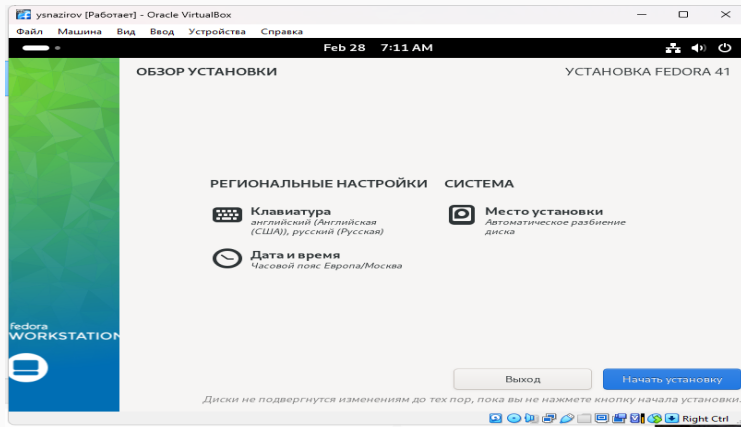 ysnazirov [Работает] - Oracle VirtualBox
Файл Машина Вид Ввод Устройства Справка
Feb 28 7:11 AM
ОБЗОР УСТАНОВКИ
УСТАНОВКА FEDORA 41
РЕГИОНАЛЬНЫЕ НАСТРОЙКИ
СИСТЕМА
Клавиатура
английский (Английская
(США)), русский (Русская)
Место установки
Автоматическое разбиение
диска
Дата и время
Часовой пояс Европа/Москва
fedora
WORKSTATION
Выход
Начать установку
Диски не подвергнутся изменениям до тех пор, пока вы не нажмете кнопку начала установки.
Right Ctrl